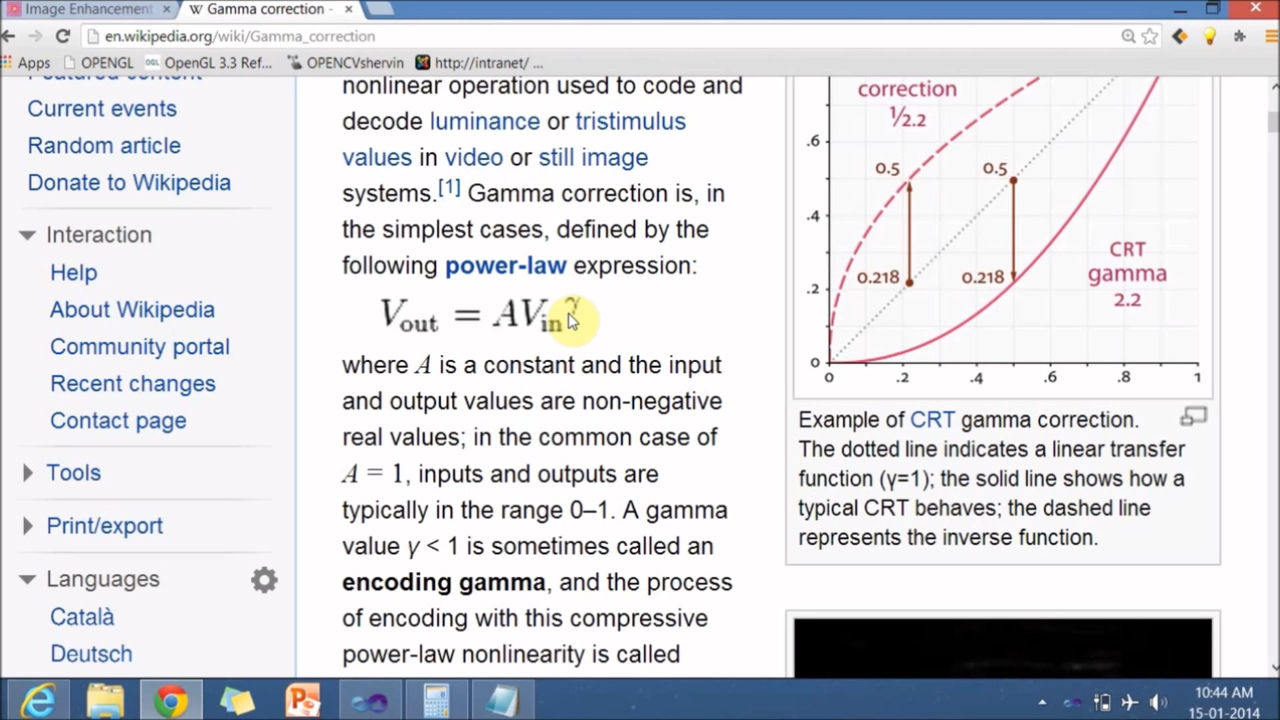 Image Enhancement
Gamma correction -
en.wikipedia.org/wiki/Gamma_correction
Apps OPENGL OpenGL 3.3 Ref... OPENCVshervin http://intranet/ ...
Featured content
Current events
Random article
Donate to Wikipedia
Interaction
Help
About Wikipedia
Community portal
Recent changes
Contact page
Tools
Print/export
Languages
Català
Deutsch
nonlinear operation used to code and
decode luminance or tristimulus
values in video or still image
systems.[1] Gamma correction is, in
the simplest cases, defined by the
following power-law expression:
Vout = AVinγ
where A is a constant and the input
and output values are non-negative
real values; in the common case of
A = 1, inputs and outputs are
typically in the range 0–1. A gamma
value γ < 1 is sometimes called an
encoding gamma, and the process
of encoding with this compressive
power-law nonlinearity is called
correction
1/2.2
.6
0.5 0.5
.4
CRT
gamma
2.2
0.218 0.218
.2
0
0 .2 .4 .6 .8 1
Example of CRT gamma correction.
The dotted line indicates a linear transfer
function (γ=1); the solid line shows how a
typical CRT behaves; the dashed line
represents the inverse function.
10:44 AM
15-01-2014